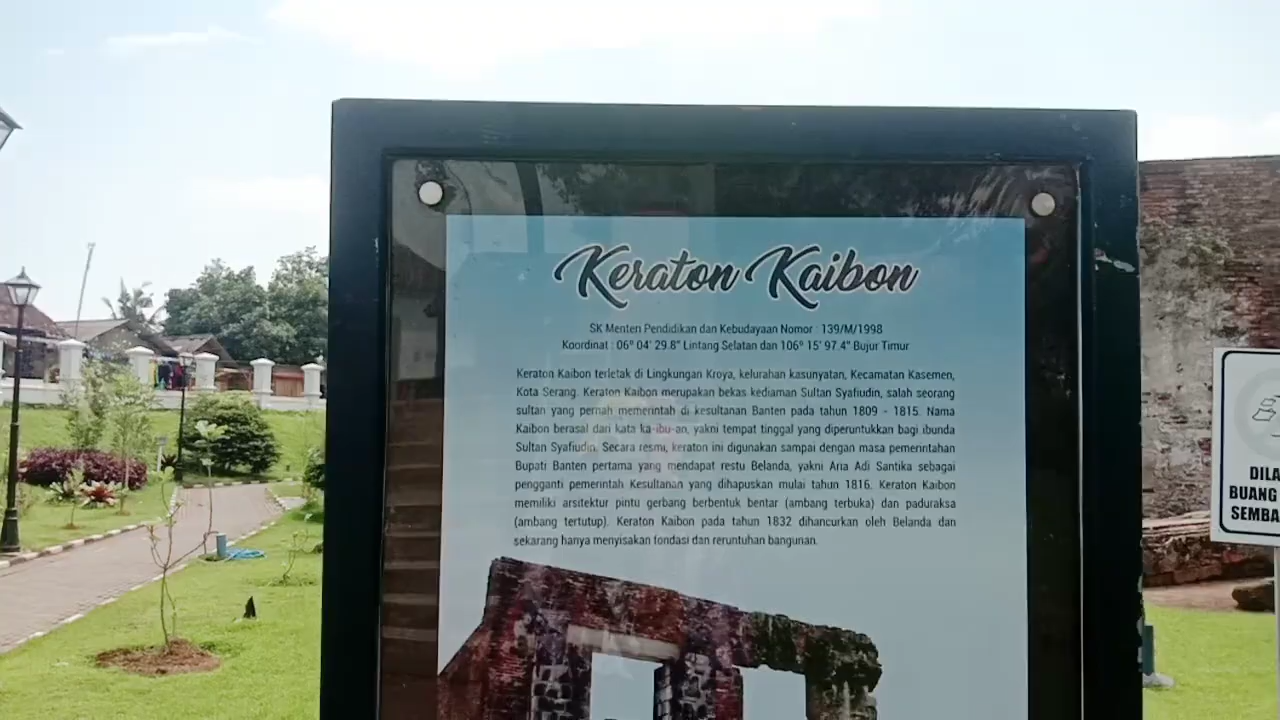 Keraton Kaibon
SK Menteri Pendidikan dan Kebudayaan Nomor : 139/M/1998
Koordinat : 06° 04' 29.8" Lintang Selatan dan 106° 15' 97.4" Bujur Timur
Keraton Kaibon terletak di Lingkungan Kroya, kelurahan kasunyatan, Kecamatan Kasemen,
Kota Serang. Keraton Kaibon merupakan bekas kediaman Sultan Syafiudin, salah seorang
sultan yang pernah memerintah di kesultanan Banten pada tahun 1809 - 1815. Nama
Kaibon berasal dari kata ka-ibu-an, yakni tempat tinggal yang diperuntukkan bagi ibunda
Sultan Syafiudin. Secara resmi, keraton ini digunakan sampai dengan masa pemerintahan
Bupati Banten pertama yang mendapat restu Belanda, yakni Aria Adi Santika sebagai
pengganti pemerintah Kesultanan yang dihapuskan mulai tahun 1816. Keraton Kaibon
memiliki arsitektur pintu gerbang berbentuk bentar (ambang terbuka) dan paduraksa
(ambang tertutup). Keraton Kaibon pada tahun 1832 dihancurkan oleh Belanda dan
sekarang hanya menyisakan fondasi dan reruntuhan bangunan.
DILA
BUANG
SEMBA